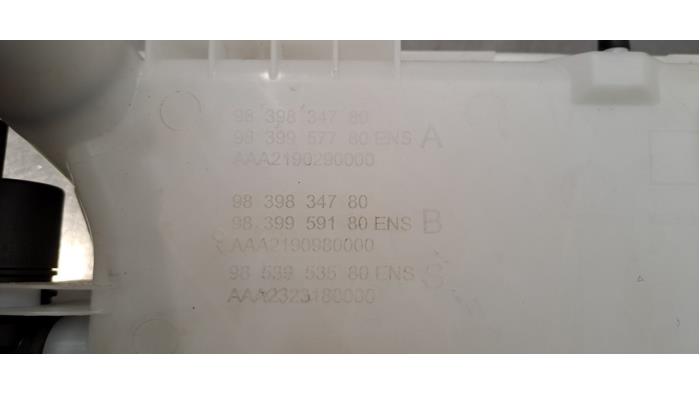 98 398 347 80
98 399 577 80 ENS A
AAA2190290000
98 398 347 80
98 399 591 80 ENS B
AAA2190980000
98 539 535 80 ENS S
AAA2323180000